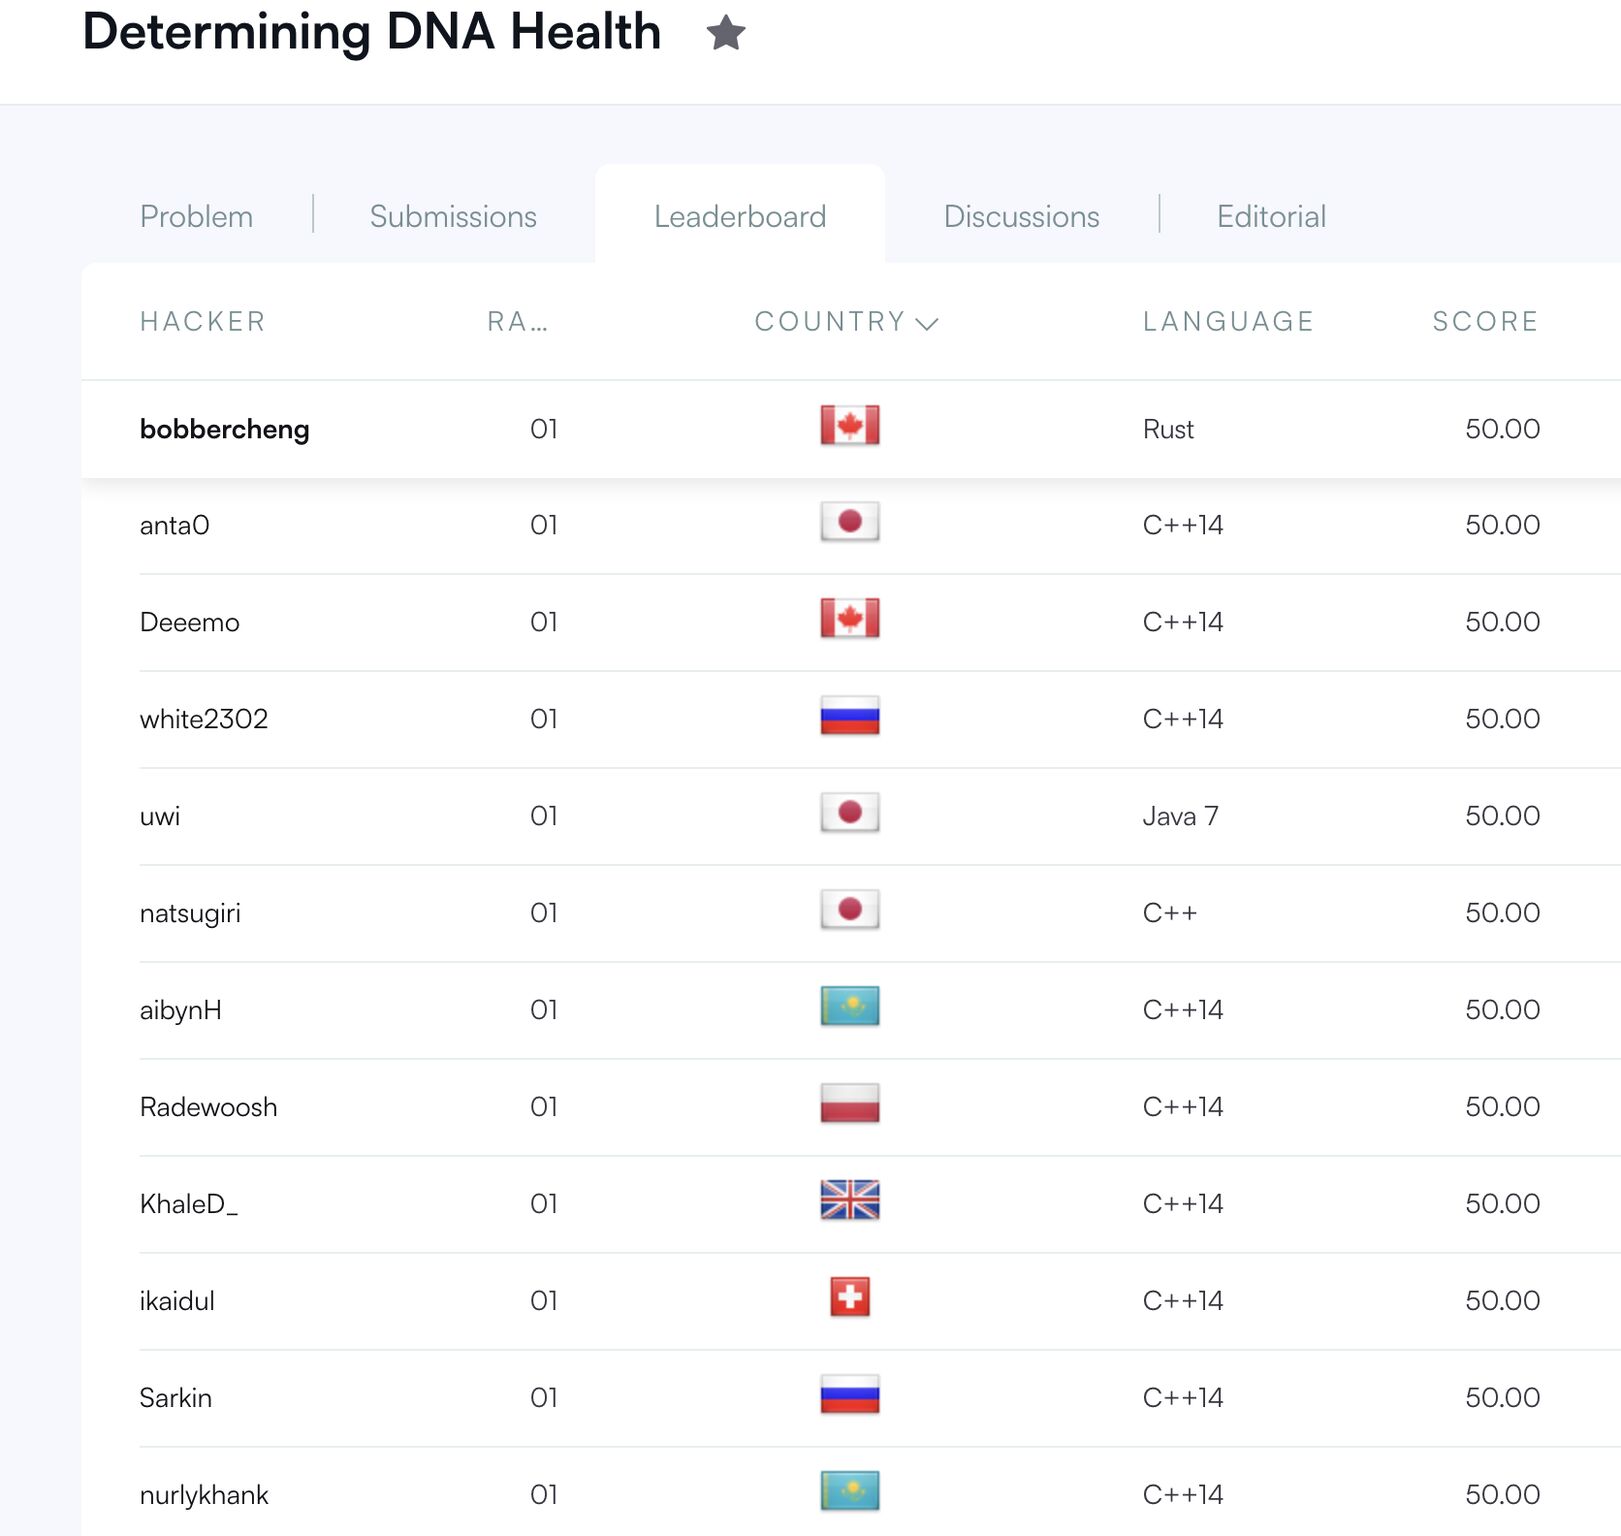 Determining DNA Health
Problem Submissions Leaderboard Discussions Editorial
HACKER RA... COUNTRY LANGUAGE SCORE
bobbercheng 01 Rust 50.00
anta0 01 C++14 50.00
Deeemo 01 C++14 50.00
white2302 01 C++14 50.00
uwi 01 Java 7 50.00
natsugiri 01 C++ 50.00
aibynH 01 C++14 50.00
Radewoosh 01 C++14 50.00
KhaleD_ 01 C++14 50.00
ikaidul 01 C++14 50.00
Sarkin 01 C++14 50.00
nurlykhank 01 C++14 50.00